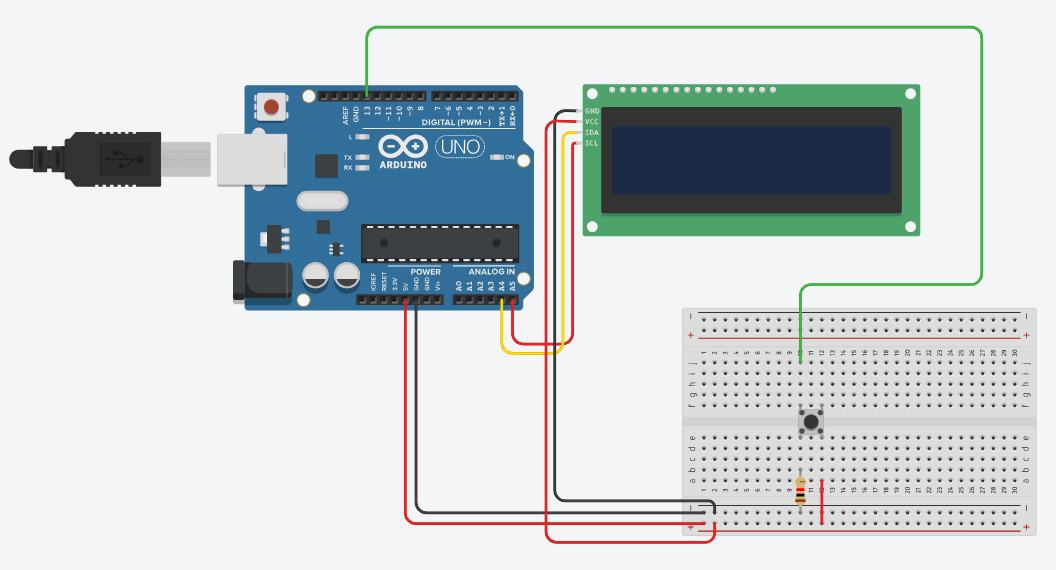 AREF
GND
13
12
~11
~10
~9
8
7
~6
~5
4
~3
2
TX→1
RX←0
DIGITAL (PWM~)
L
TX
RX
ARDUINO
UNO
ON
GND
VCC
SDA
SCL
POWER
ANALOG IN
IOREF
RESET
3.3V
5V
GND
GND
Vin
A0
A1
A2
A3
A4
A5
− −
+ +
1 2 3 4 5 6 7 8 9 10 11 12 13 14 15 16 17 18 19 20 21 22 23 24 25 26 27 28 29 30
j j
i i
h h
g g
f f
e e
d d
c c
b b
a a
1 2 3 4 5 6 7 8 9 10 11 12 13 14 15 16 17 18 19 20 21 22 23 24 25 26 27 28 29 30
− −
+ +